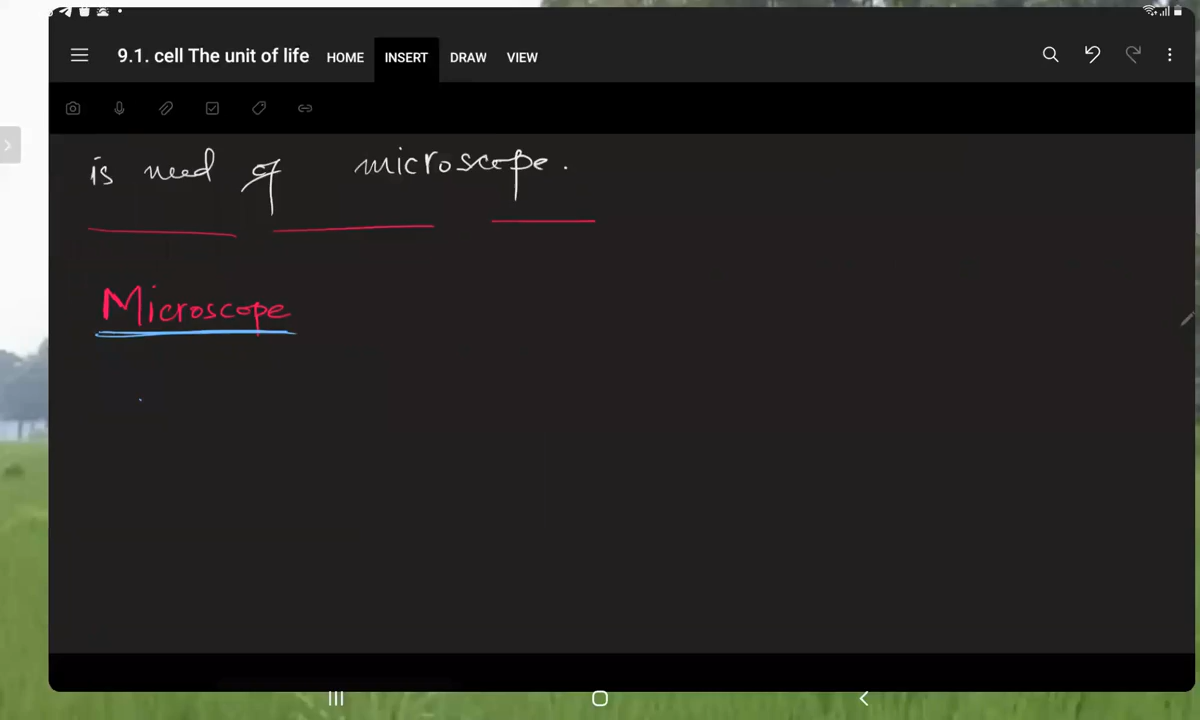 9.1. cell The unit of life HOME INSERT DRAW VIEW
is need of microscope.
Microscope